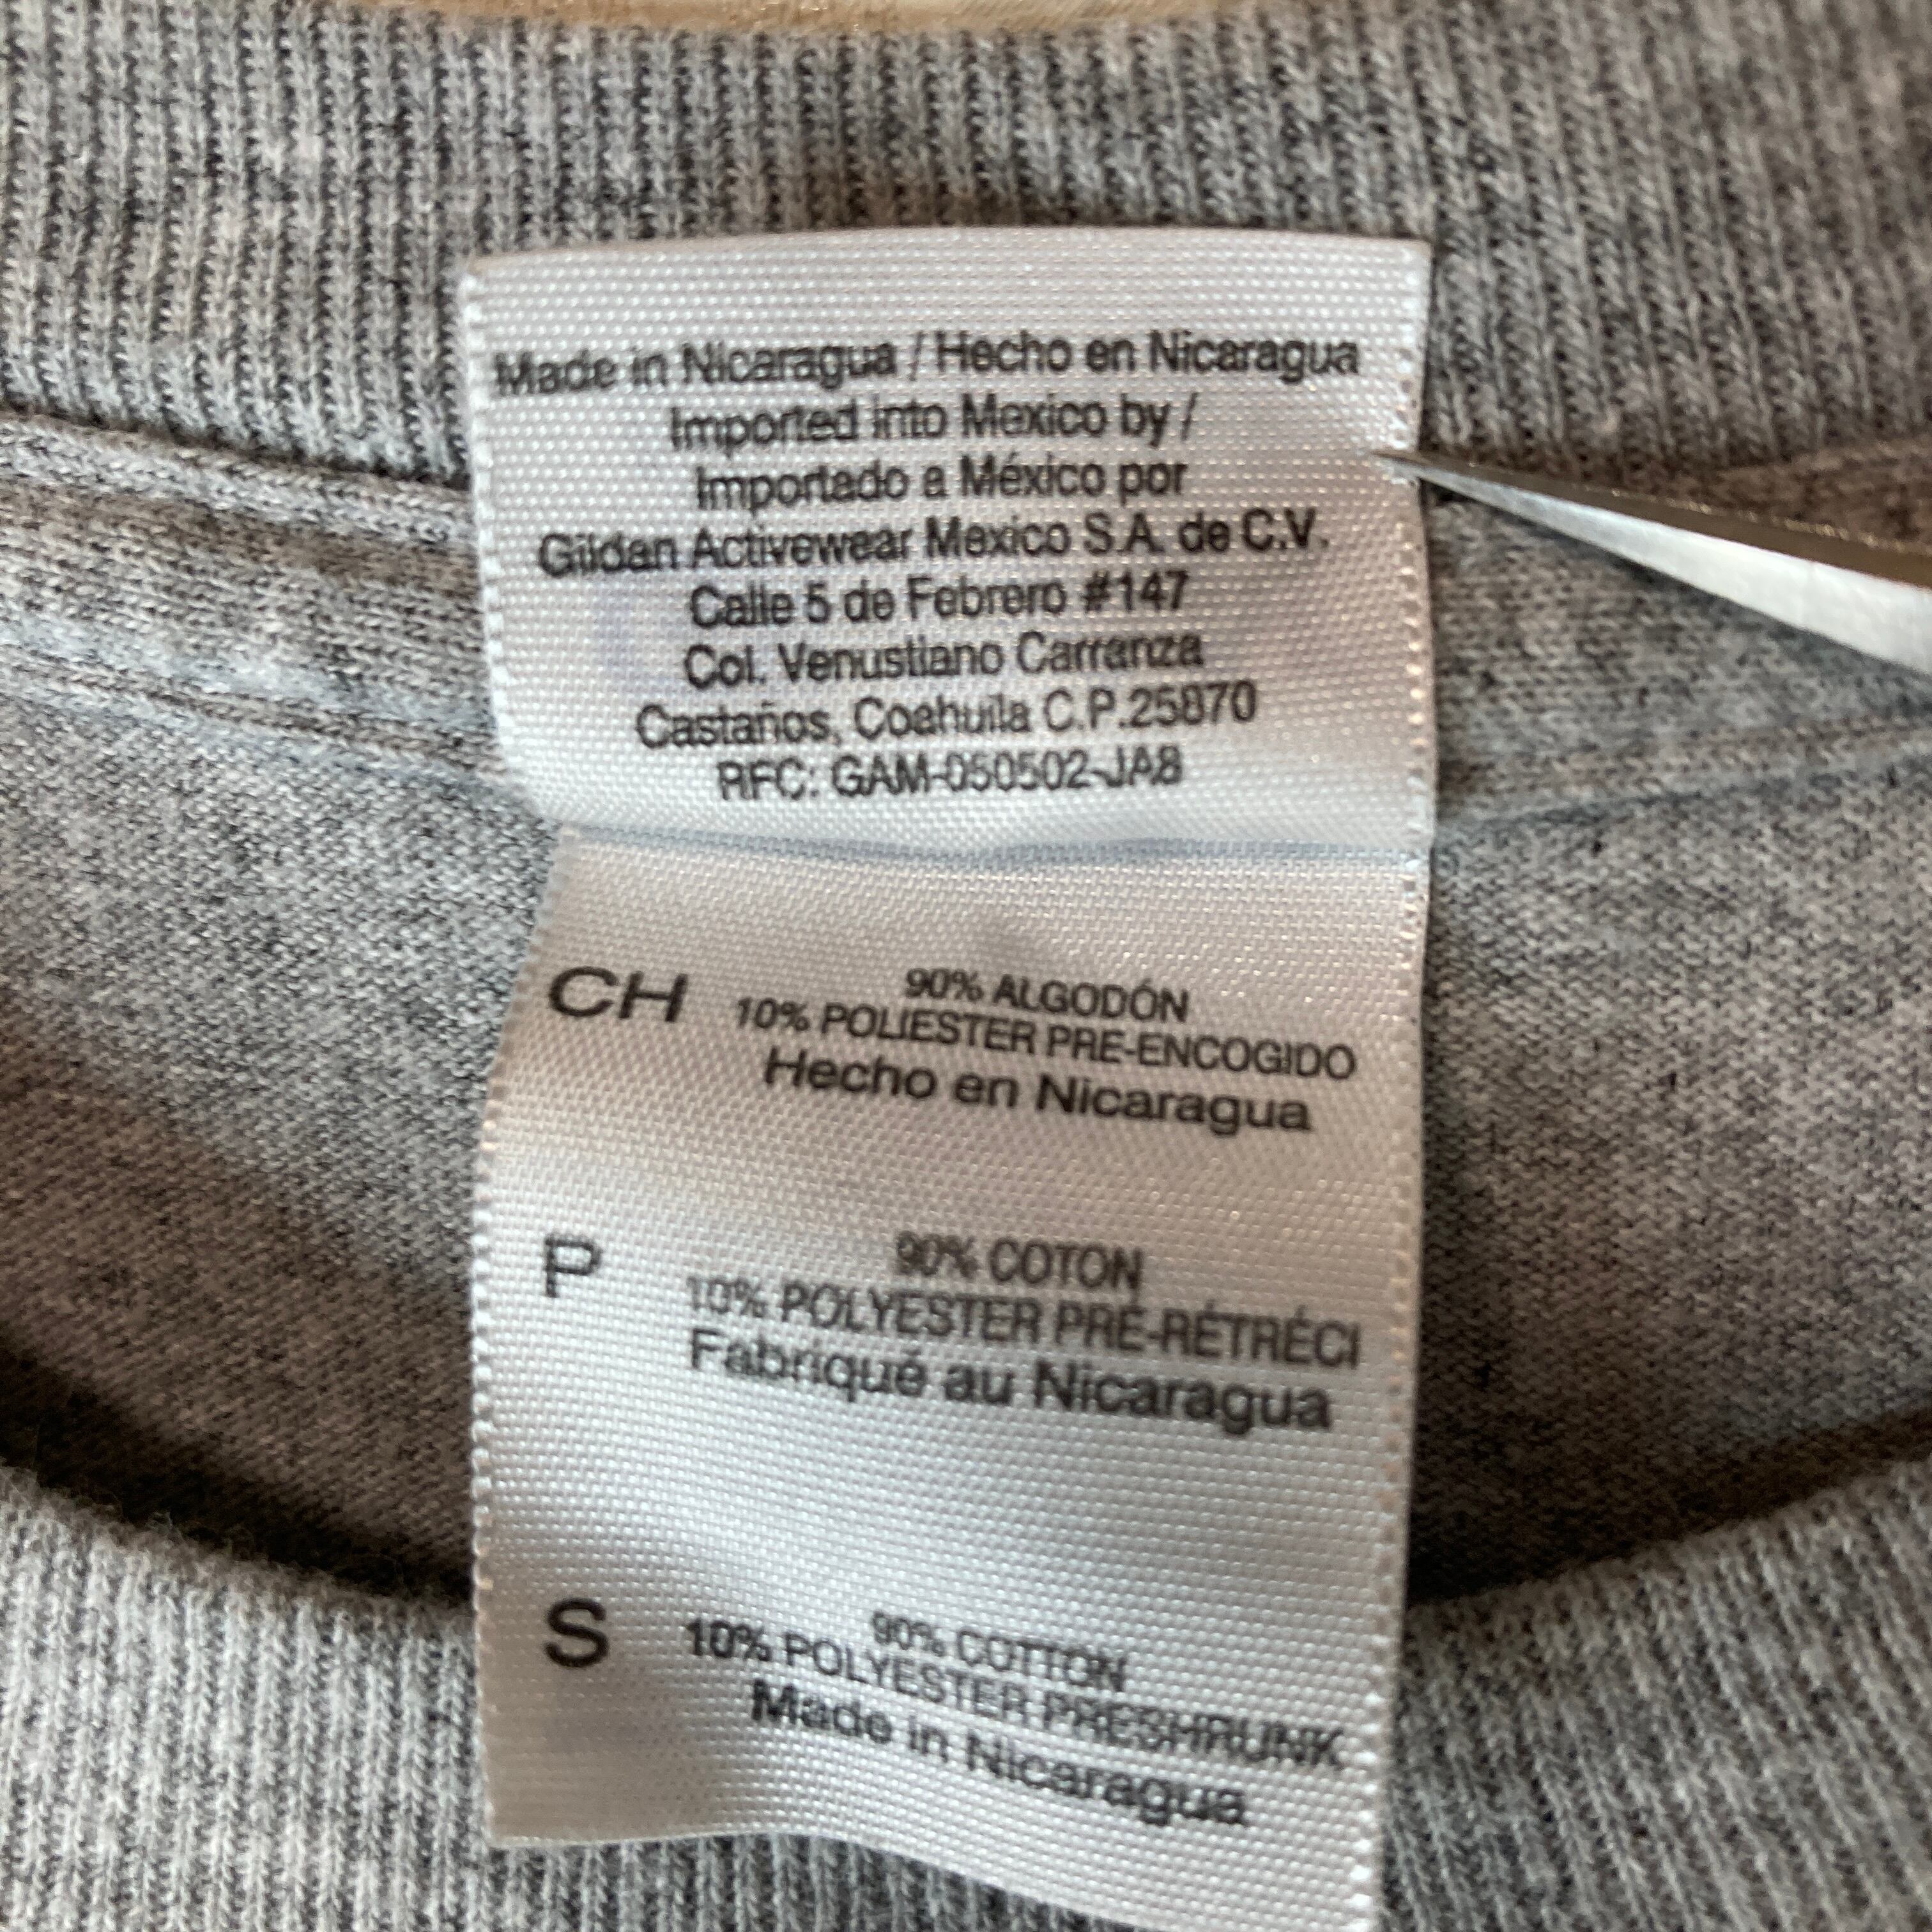 Made in Nicaragua / Hecho en Nicaragua
Imported into Mexico by /
Importado a México por
Gildan Activewear Mexico S.A. de C.V.
Calle 5 de Febrero #147
Col. Venustiano Carranza
Castaños, Coahuila C.P.25870
RFC: GAM-050502-JA8
CH
90% ALGODÓN
10% POLIESTER PRE-ENCOGIDO
Hecho en Nicaragua
P
90% COTON
10% POLYESTER PRÉ-RÉTRÉCI
Fabriqué au Nicaragua
S
90% COTTON
10% POLYESTER PRESHRUNK
Made in Nicaragua